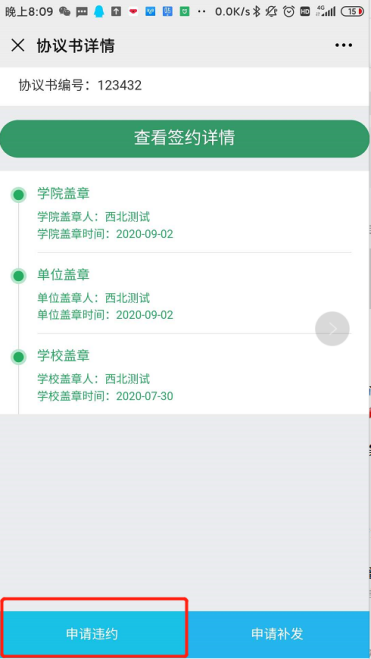 晚上8:09
0.0K/s
HD
4G
15
协议书详情
协议书编号：123432
查看签约详情
学院盖章
学院盖章人：西北测试
学院盖章时间：2020-09-02
单位盖章
单位盖章人：西北测试
单位盖章时间：2020-09-02
学校盖章
学校盖章人：西北测试
学校盖章时间：2020-07-30
申请违约
申请补发